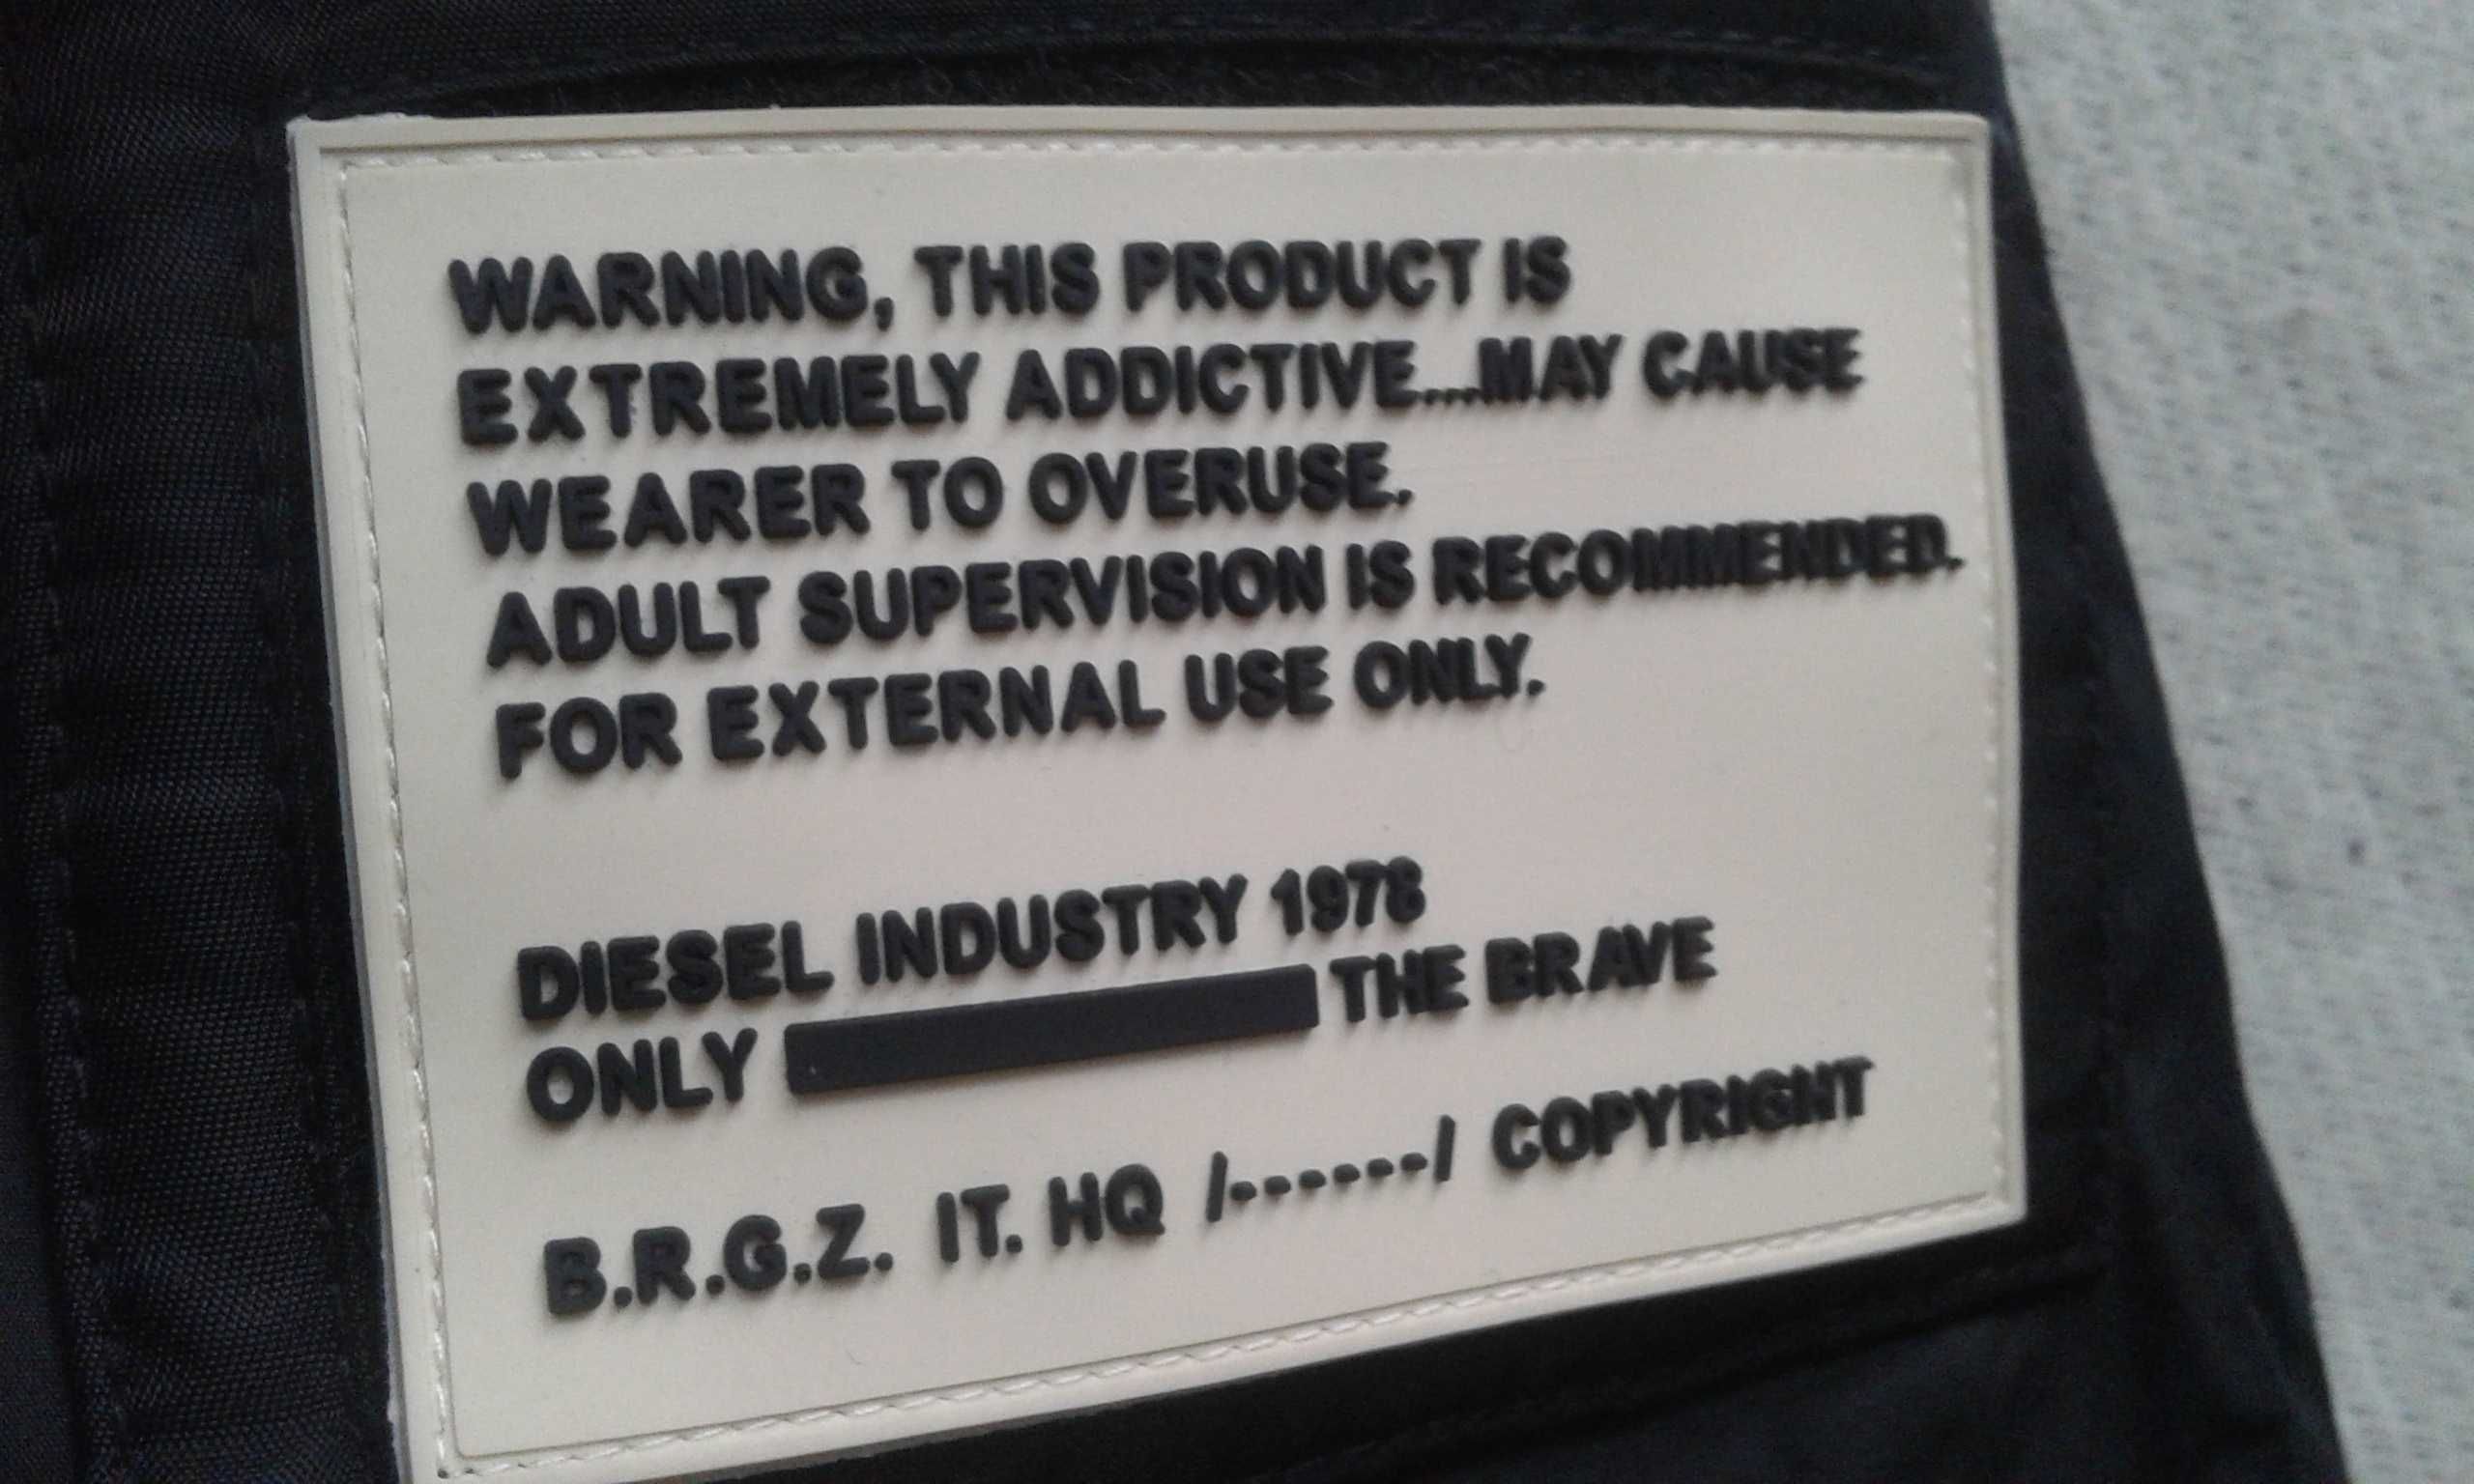 WARNING, THIS PRODUCT IS
EXTREMELY ADDICTIVE...MAY CAUSE
WEARER TO OVERUSE.
ADULT SUPERVISION IS RECOMMENDED.
FOR EXTERNAL USE ONLY.
DIESEL INDUSTRY 1978
ONLY THE BRAVE
B.R.G.Z. IT. HQ /------/ COPYRIGHT